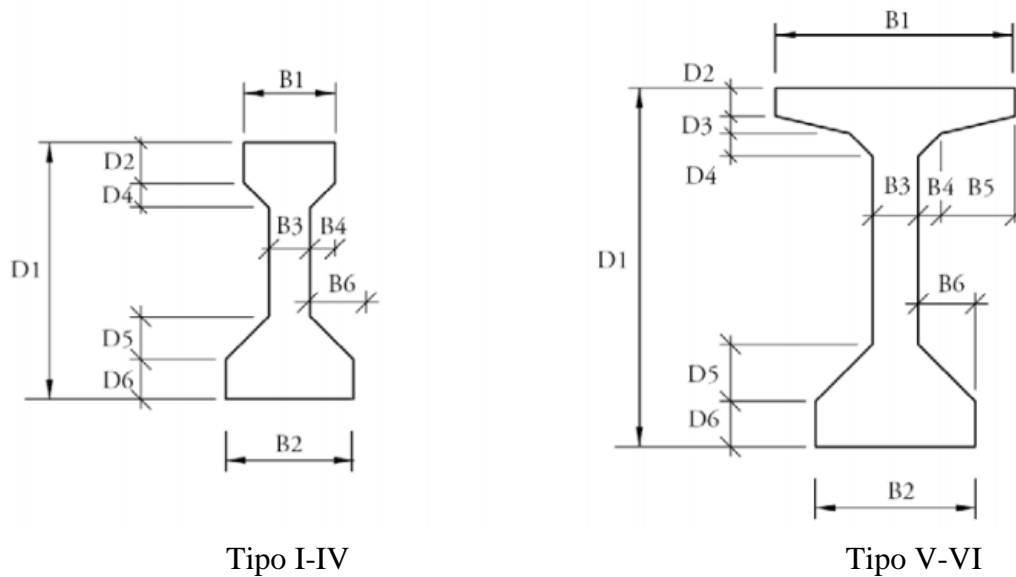 B1
D2
D4
B3
B4
D1
B6
D5
D6
B2
Tipo I-IV
B1
D2
D3
D4
B3
B4
B5
D1
B6
D5
D6
B2
Tipo V-VI